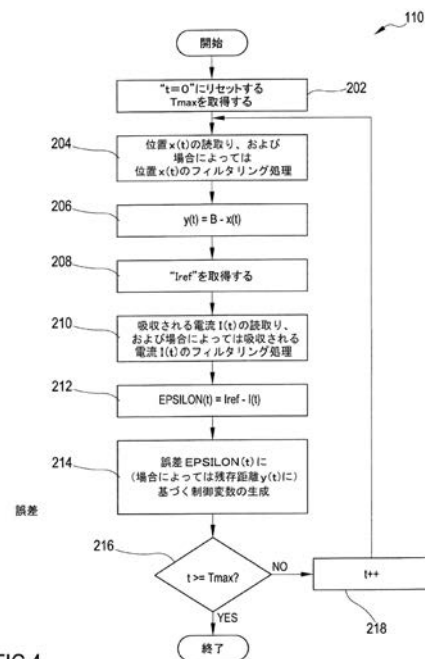 110
開始
"t=0"にリセットする
Tmaxを取得する
202
204
位置x(t)の読取り、および
場合によっては
位置x(t)のフィルタリング処理
206
y(t) = B - x(t)
208
"Iref"を取得する
210
吸収される電流I(t)の読取り、
および場合によっては吸収される
電流I(t)のフィルタリング処理
212
EPSILON(t) = Iref - I(t)
214
誤差EPSILON(t)に
(場合によっては残存距離y(t)に)
基づく制御変数の生成
誤差
216
t >= Tmax?
NO
t++
218
YES
終了
FIG.4